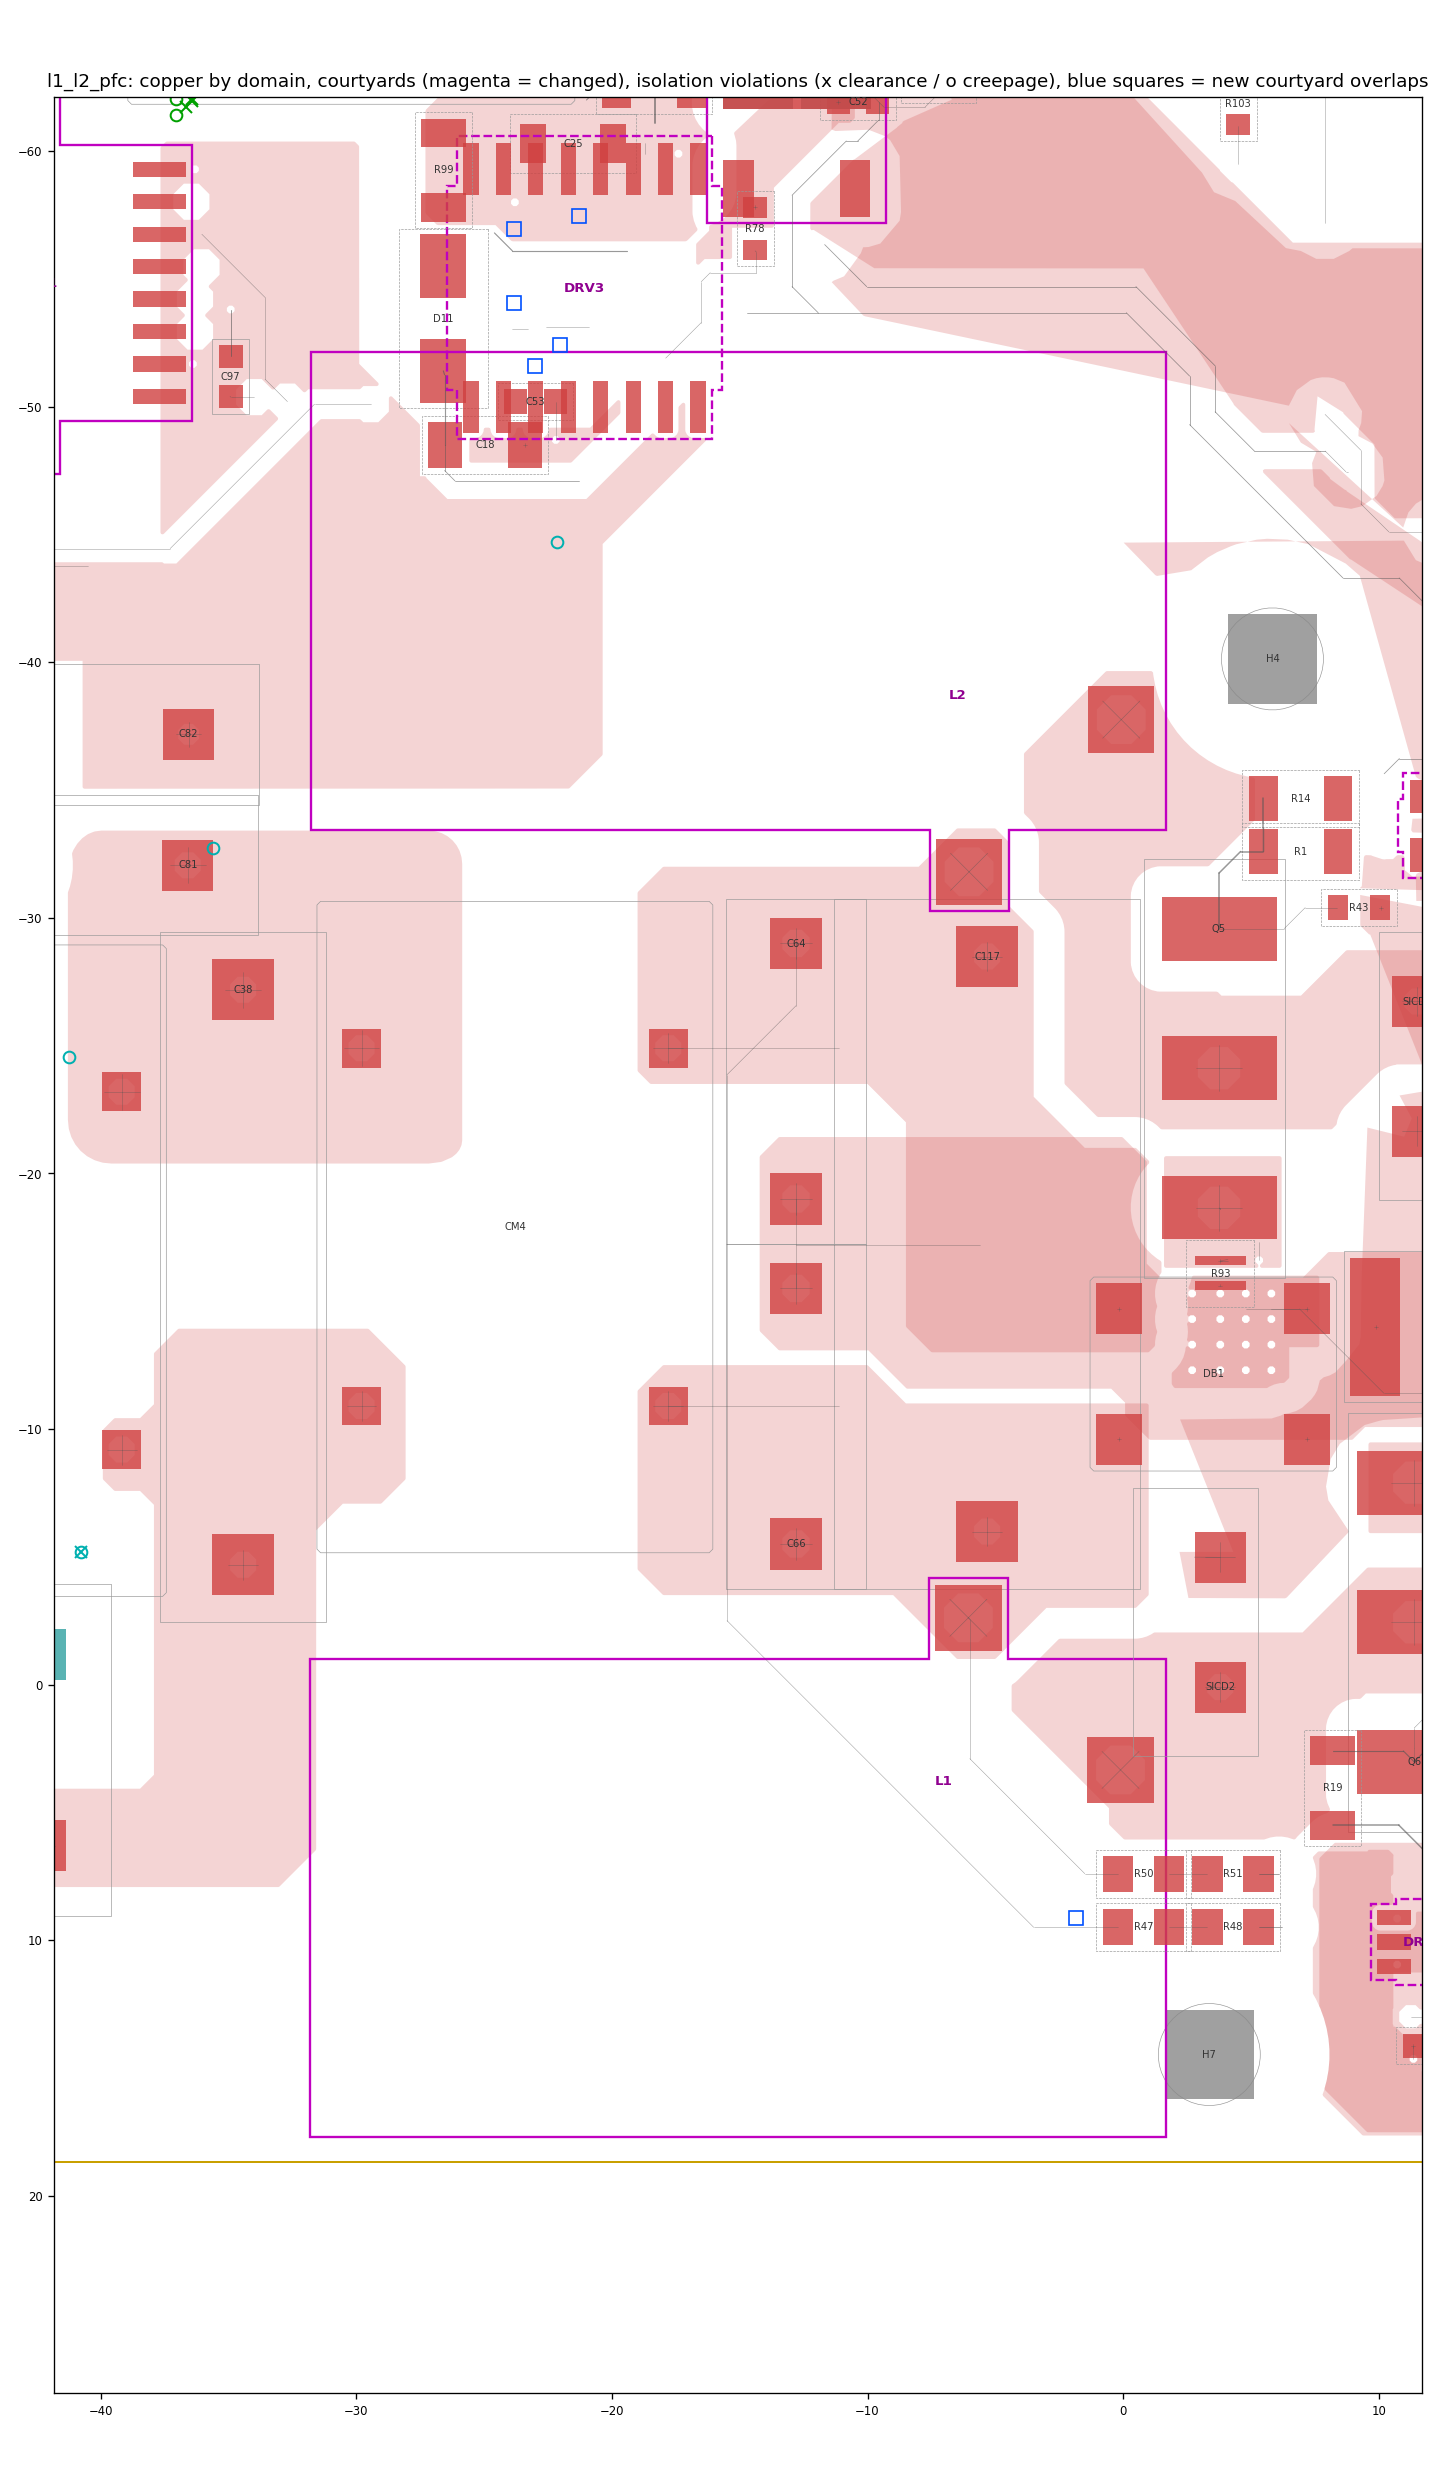 l1_l2_pfc: copper by domain, courtyards (magenta = changed), isolation violations (x clearance / o creepage), blue squares = new courtyard overlaps
C52
R103
−60
C25
R99
R78
DRV3
D11
C97
−50
C53
C18
−40
H4
L2
C82
R14
R1
C81
−30
R43
Q5
C64
C117
C38
SICD
−20
CM4
R93
DB1
−10
C66
0
SICD2
Q6
L1
R19
R50
R51
R47
R48
10
DR
H7
20
−40
−30
−20
−10
0
10